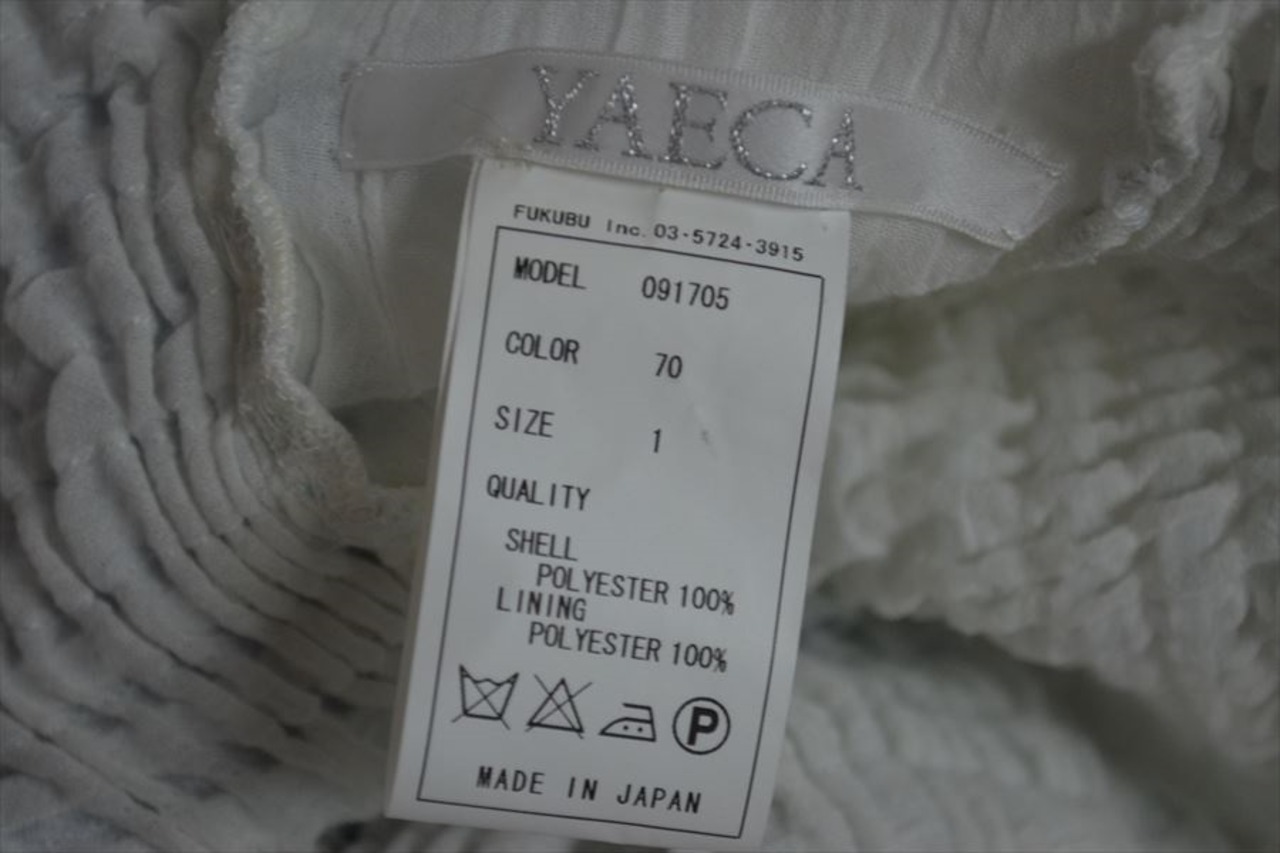 YAECA
FUKUBU Inc. 03-5724-3915
MODEL 091705
COLOR 70
SIZE 1
QUALITY
SHELL
POLYESTER 100%
LINING
POLYESTER 100%
P
MADE IN JAPAN